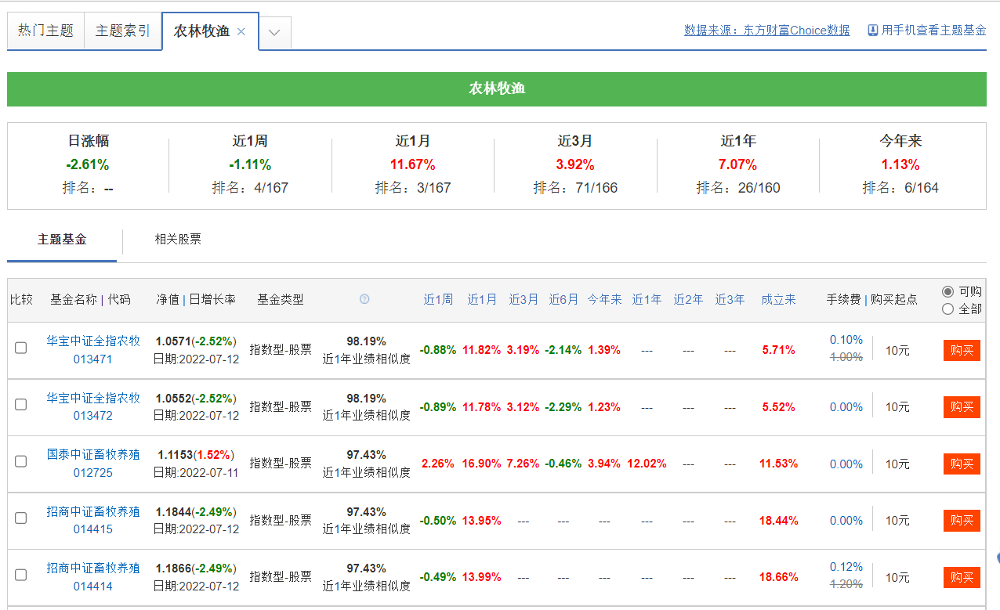 热门主题 主题索引 农林牧渔 ×
数据来源：东方财富Choice数据 用手机查看主题基金
农林牧渔
日涨幅 近1周 近1月 近3月 近1年 今年来
-2.61% -1.11% 11.67% 3.92% 7.07% 1.13%
排名：-- 排名：4/167 排名：3/167 排名：71/166 排名：26/160 排名：6/164
主题基金 相关股票
比较 基金名称|代码 净值|日增长率 基金类型 ? 近1周 近1月 近3月 近6月 今年来 近1年 近2年 近3年 成立来 手续费|购买起点 可购
全部
华宝中证全指农牧 1.0571(-2.52%) 指数型-股票 98.19% -0.88% 11.82% 3.19% -2.14% 1.39% --- --- --- 5.71% 0.10% 10元 购买
013471 日期:2022-07-12 近1年业绩相似度 1.00%
华宝中证全指农牧 1.0552(-2.52%) 指数型-股票 98.19% -0.89% 11.78% 3.12% -2.29% 1.23% --- --- --- 5.52% 0.00% 10元 购买
013472 日期:2022-07-12 近1年业绩相似度
国泰中证畜牧养殖 1.1153(1.52%) 指数型-股票 97.43% 2.26% 16.90% 7.26% -0.46% 3.94% 12.02% --- --- 11.53% 0.00% 10元 购买
012725 日期:2022-07-11 近1年业绩相似度
招商中证畜牧养殖 1.1844(-2.49%) 指数型-股票 97.43% -0.50% 13.95% --- --- --- --- --- --- 18.44% 0.00% 10元 购买
014415 日期:2022-07-12 近1年业绩相似度
招商中证畜牧养殖 1.1866(-2.49%) 指数型-股票 97.43% -0.49% 13.99% --- --- --- --- --- --- 18.66% 0.12% 10元 购买
014414 日期:2022-07-12 近1年业绩相似度 1.20%